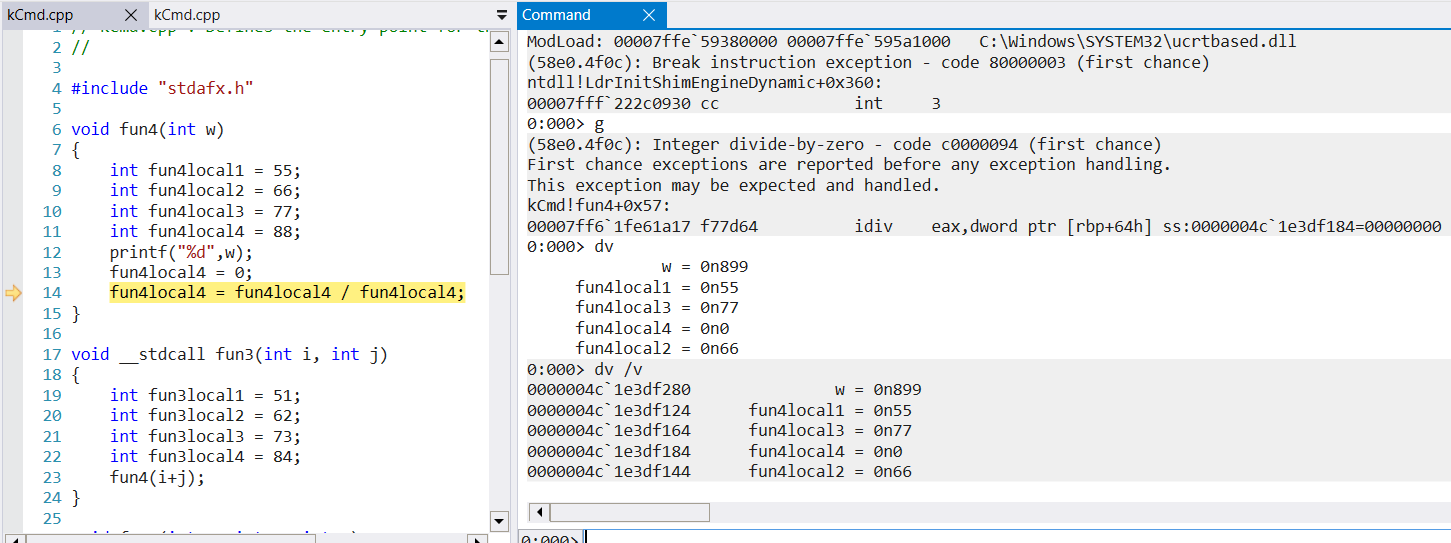 kCmd.cpp
kCmd.cpp
1 // kCmd.cpp : Defines the entry point for th
2 //
3
4 #include "stdafx.h"
5
6 void fun4(int w)
7 {
8     int fun4local1 = 55;
9     int fun4local2 = 66;
10     int fun4local3 = 77;
11     int fun4local4 = 88;
12     printf("%d",w);
13     fun4local4 = 0;
14     fun4local4 = fun4local4 / fun4local4;
15 }
16
17 void __stdcall fun3(int i, int j)
18 {
19     int fun3local1 = 51;
20     int fun3local2 = 62;
21     int fun3local3 = 73;
22     int fun3local4 = 84;
23     fun4(i+j);
24 }
25
Command
ModLoad: 00007ffe`59380000 00007ffe`595a1000   C:\Windows\SYSTEM32\ucrtbased.dll
(58e0.4f0c): Break instruction exception - code 80000003 (first chance)
ntdll!LdrInitShimEngineDynamic+0x360:
00007fff`222c0930 cc              int     3
0:000> g
(58e0.4f0c): Integer divide-by-zero - code c0000094 (first chance)
First chance exceptions are reported before any exception handling.
This exception may be expected and handled.
kCmd!fun4+0x57:
00007ff6`1fe61a17 f77d64          idiv    eax,dword ptr [rbp+64h] ss:0000004c`1e3df184=00000000
0:000> dv
              w = 0n899
     fun4local1 = 0n55
     fun4local3 = 0n77
     fun4local4 = 0n0
     fun4local2 = 0n66
0:000> dv /v
0000004c`1e3df280               w = 0n899
0000004c`1e3df124      fun4local1 = 0n55
0000004c`1e3df164      fun4local3 = 0n77
0000004c`1e3df184      fun4local4 = 0n0
0000004c`1e3df144      fun4local2 = 0n66
0:000>